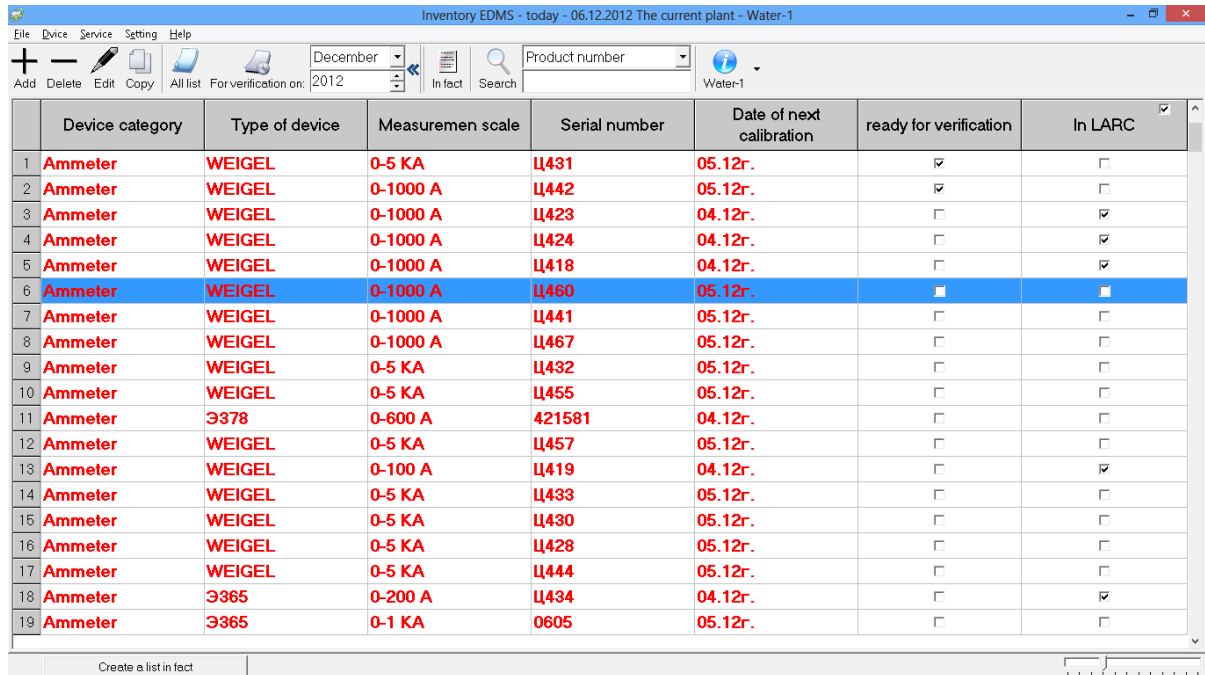 Inventory EDMS - today - 06.12.2012 The current plant - Water-1
File Dvice Service Setting Help
Add Delete Edit Copy All list For verification on: December 2012 In fact Search Product number Water-1
Device category Type of device Measuremen scale Serial number Date of next calibration ready for verification In LARC
1 Ammeter WEIGEL 0-5 KA Ц431 05.12г.
2 Ammeter WEIGEL 0-1000 A Ц442 05.12г.
3 Ammeter WEIGEL 0-1000 A Ц423 04.12г.
4 Ammeter WEIGEL 0-1000 A Ц424 04.12г.
5 Ammeter WEIGEL 0-1000 A Ц418 04.12г.
6 Ammeter WEIGEL 0-1000 A Ц460 05.12г.
7 Ammeter WEIGEL 0-1000 A Ц441 05.12г.
8 Ammeter WEIGEL 0-1000 A Ц467 05.12г.
9 Ammeter WEIGEL 0-5 KA Ц432 05.12г.
10 Ammeter WEIGEL 0-5 KA Ц455 05.12г.
11 Ammeter Э378 0-600 A 421581 04.12г.
12 Ammeter WEIGEL 0-5 KA Ц457 05.12г.
13 Ammeter WEIGEL 0-100 A Ц419 04.12г.
14 Ammeter WEIGEL 0-5 KA Ц433 05.12г.
15 Ammeter WEIGEL 0-5 KA Ц430 05.12г.
16 Ammeter WEIGEL 0-5 KA Ц428 05.12г.
17 Ammeter WEIGEL 0-5 KA Ц444 05.12г.
18 Ammeter Э365 0-200 A Ц434 04.12г.
19 Ammeter Э365 0-1 KA 0605 05.12г.
Create a list in fact